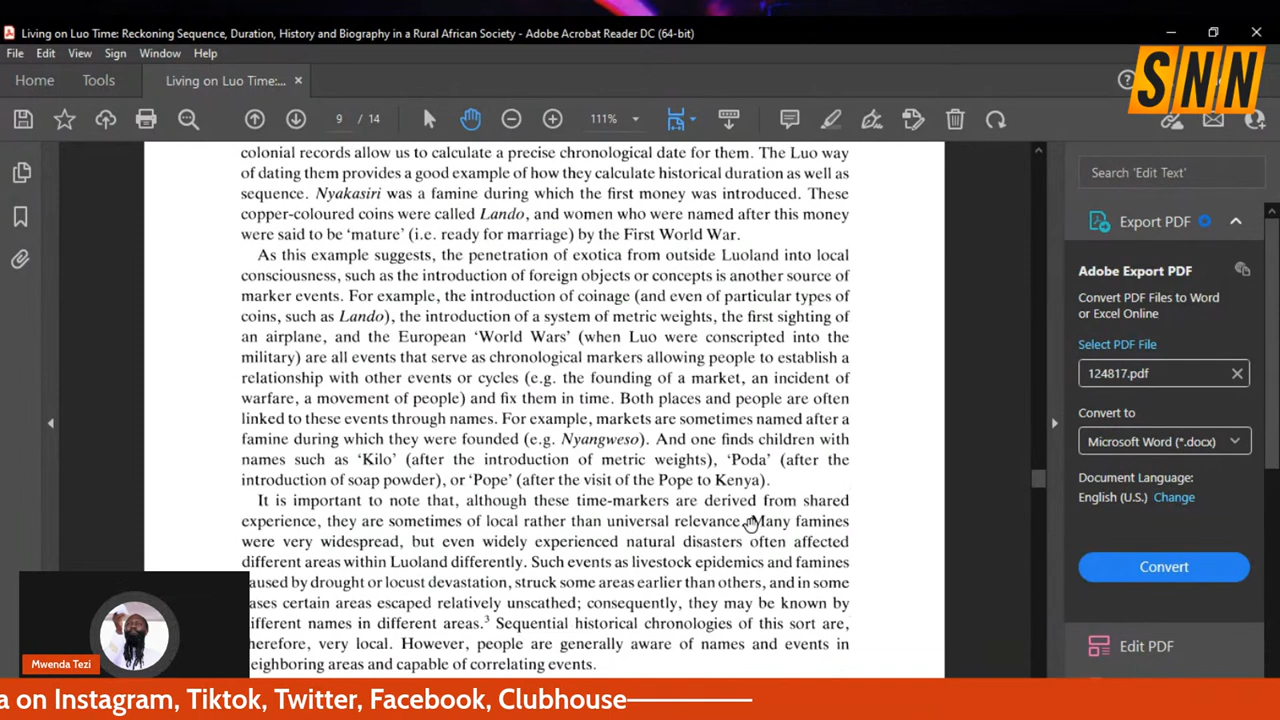 Living on Luo Time: Reckoning Sequence, Duration, History and Biography in a Rural African Society - Adobe Acrobat Reader DC (64-bit)
File Edit View Sign Window Help
Home Tools Living on Luo Time:... ×
SNN
9 / 14 111%
colonial records allow us to calculate a precise chronological date for them. The Luo way
of dating them provides a good example of how they calculate historical duration as well as
sequence. Nyakasiri was a famine during which the first money was introduced. These
copper-coloured coins were called Lando, and women who were named after this money
were said to be 'mature' (i.e. ready for marriage) by the First World War.
As this example suggests, the penetration of exotica from outside Luoland into local
consciousness, such as the introduction of foreign objects or concepts is another source of
marker events. For example, the introduction of coinage (and even of particular types of
coins, such as Lando), the introduction of a system of metric weights, the first sighting of
an airplane, and the European 'World Wars' (when Luo were conscripted into the
military) are all events that serve as chronological markers allowing people to establish a
relationship with other events or cycles (e.g. the founding of a market, an incident of
warfare, a movement of people) and fix them in time. Both places and people are often
linked to these events through names. For example, markets are sometimes named after a
famine during which they were founded (e.g. Nyangweso). And one finds children with
names such as 'Kilo' (after the introduction of metric weights), 'Poda' (after the
introduction of soap powder), or 'Pope' (after the visit of the Pope to Kenya).
It is important to note that, although these time-markers are derived from shared
experience, they are sometimes of local rather than universal relevance. Many famines
were very widespread, but even widely experienced natural disasters often affected
different areas within Luoland differently. Such events as livestock epidemics and famines
caused by drought or locust devastation, struck some areas earlier than others, and in some
cases certain areas escaped relatively unscathed; consequently, they may be known by
different names in different areas.³ Sequential historical chronologies of this sort are,
therefore, very local. However, people are generally aware of names and events in
neighboring areas and capable of correlating events.
Search 'Edit Text'
Export PDF
Adobe Export PDF
Convert PDF Files to Word
or Excel Online
Select PDF File
124817.pdf
Convert to
Microsoft Word (*.docx)
Document Language:
English (U.S.) Change
Convert
Edit PDF
Mwenda Tezi
a on Instagram, Tiktok, Twitter, Facebook, Clubhouse